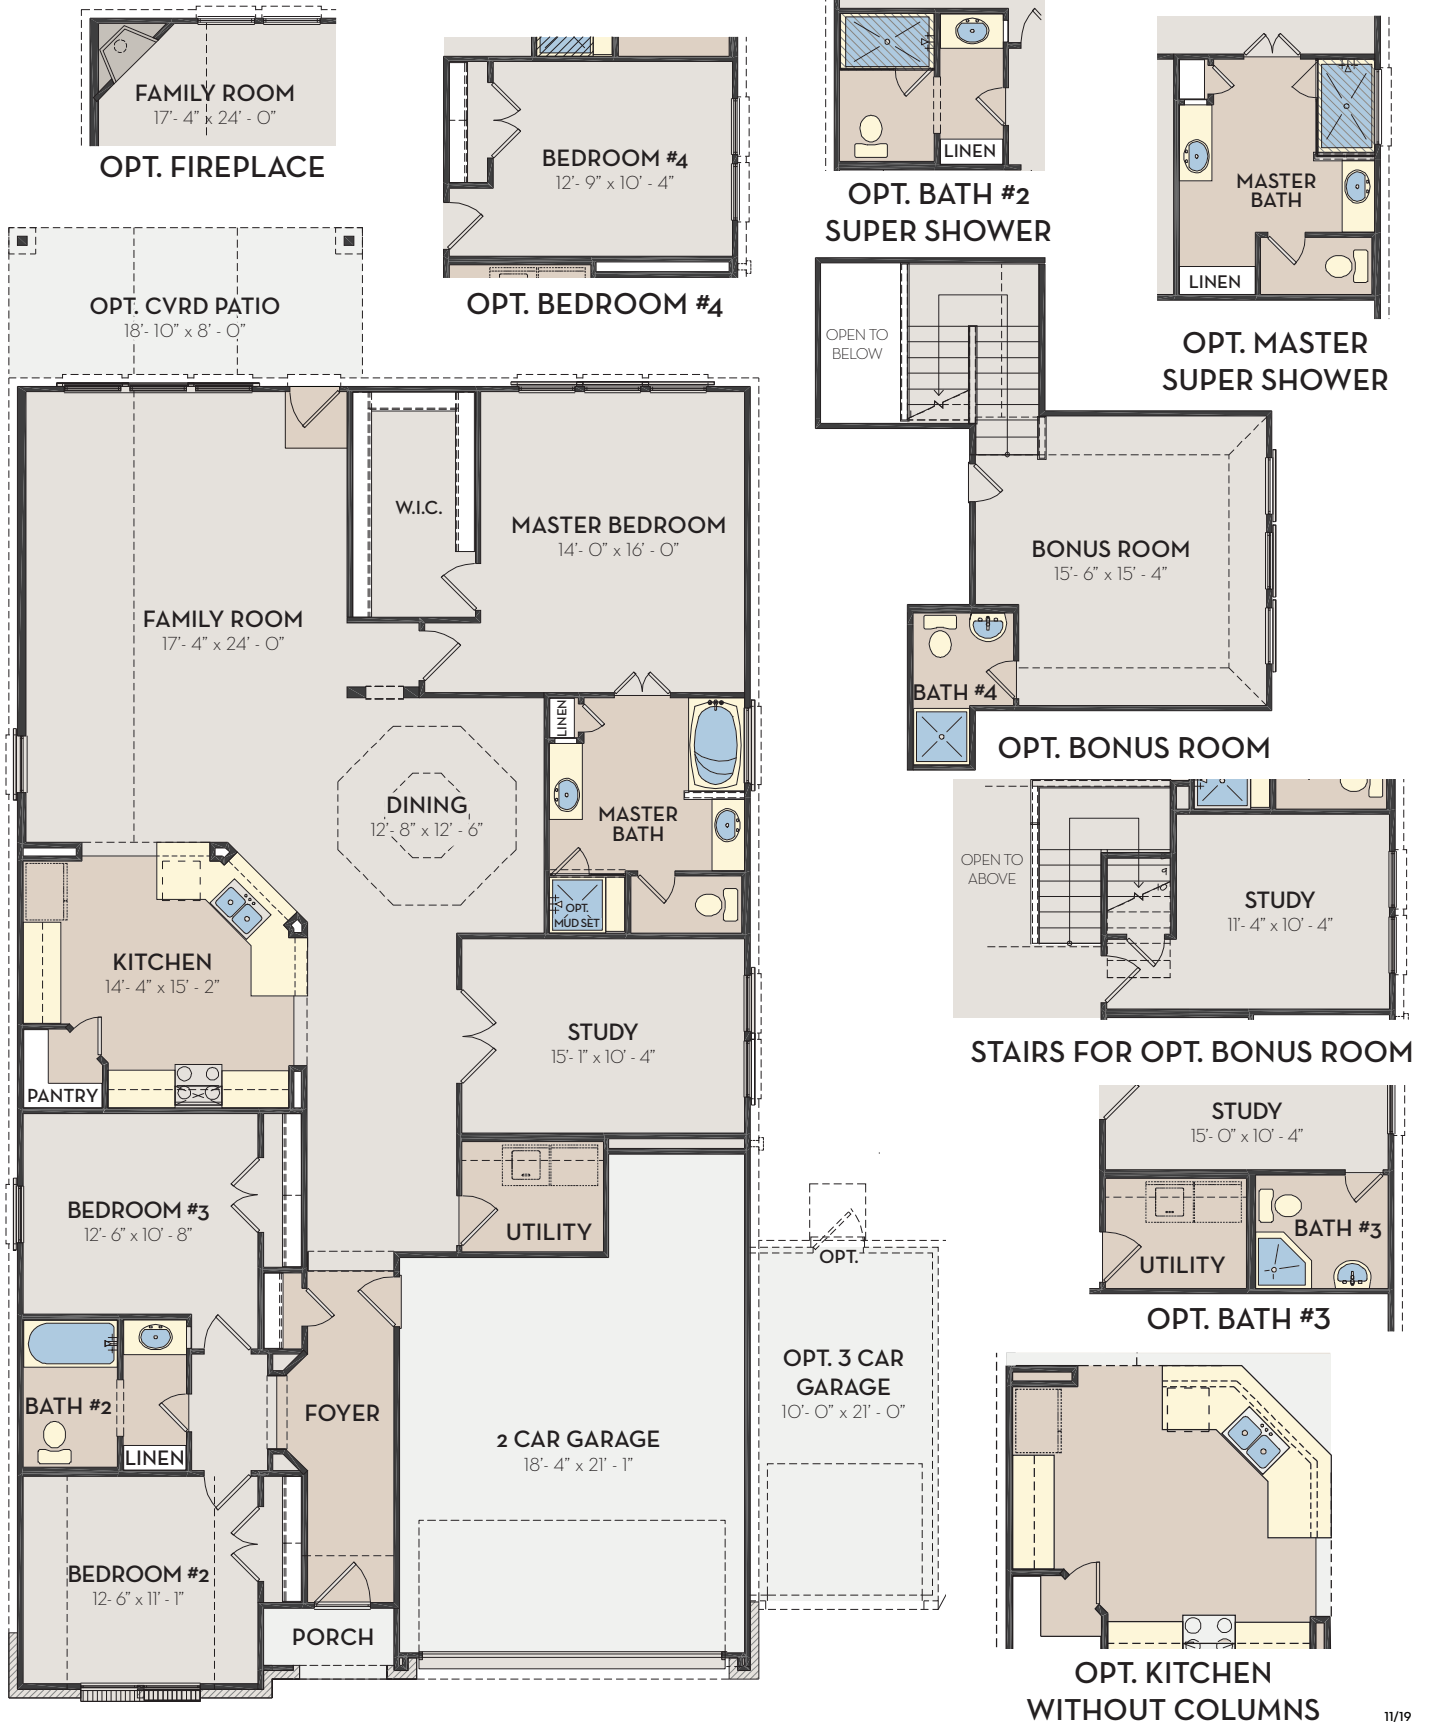 FAMILY ROOM
17'- 4" x 24' - 0"
OPT. FIREPLACE
BEDROOM #4
12'- 9" x 10' - 4"
OPT. BEDROOM #4
LINEN
OPT. BATH #2
SUPER SHOWER
MASTER
BATH
LINEN
OPT. MASTER
SUPER SHOWER
OPT. CVRD PATIO
18'- 10" x 8' - 0"
OPEN TO
BELOW
W.I.C.
MASTER BEDROOM
14'- 0" x 16' - 0"
FAMILY ROOM
17'- 4" x 24' - 0"
BONUS ROOM
15'- 6" x 15' - 4"
BATH #4
OPT. BONUS ROOM
LINEN
DINING
12'- 8" x 12' - 6"
MASTER
BATH
OPT.
MUD SET
OPEN TO
ABOVE
STUDY
11'- 4" x 10' - 4"
STAIRS FOR OPT. BONUS ROOM
KITCHEN
14'- 4" x 15' - 2"
PANTRY
STUDY
15'- 1" x 10' - 4"
STUDY
15'- 0" x 10' - 4"
UTILITY
BATH #3
OPT. BATH #3
BEDROOM #3
12'- 6" x 10' - 8"
UTILITY
OPT.
OPT. 3 CAR
GARAGE
10'- 0" x 21' - 0"
BATH #2
LINEN
FOYER
2 CAR GARAGE
18'- 4" x 21' - 1"
BEDROOM #2
12- 6" x 11' - 1"
PORCH
OPT. KITCHEN
WITHOUT COLUMNS
11/19